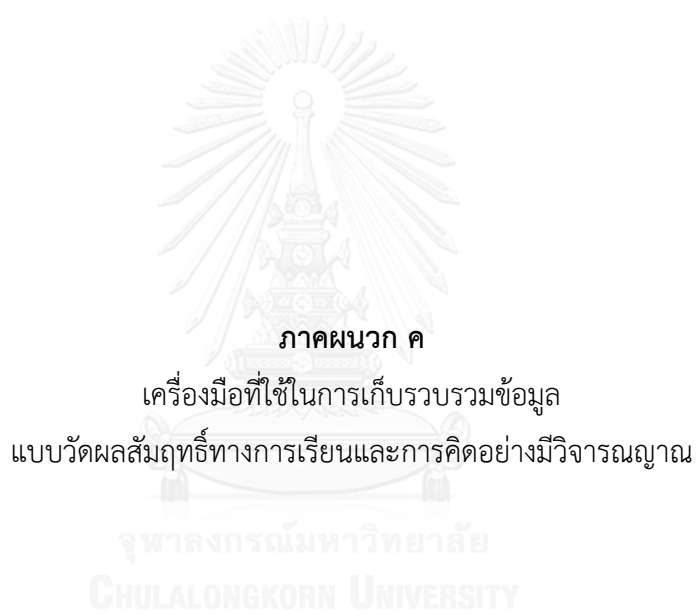 ภาคผนวก ค
เครื่องมือที่ใช้ในการเก็บรวบรวมข้อมูล
แบบวัดผลสัมฤทธิ์ทางการเรียนและการคิดอย่างมีวิจารณญาณ
จุฬาลงกรณ์มหาวิทยาลัย
CHULALONGKORN UNIVERSITY